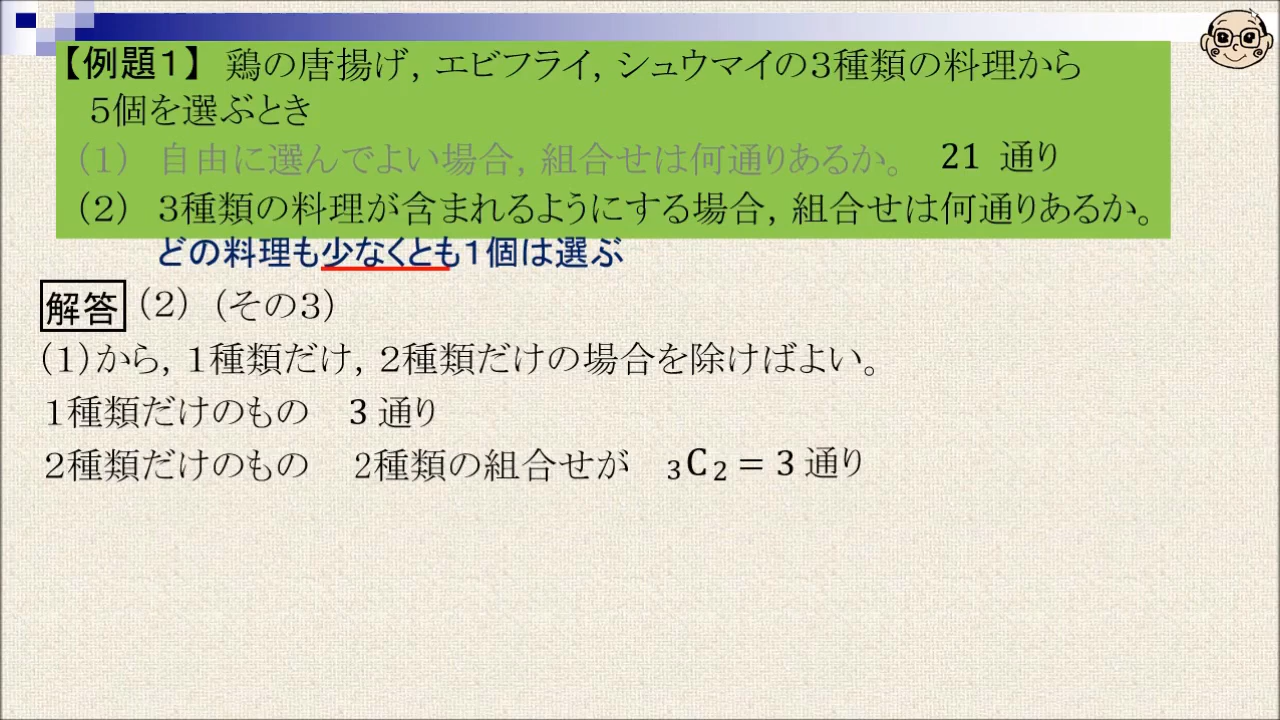 【例題１】 鶏の唐揚げ，エビフライ，シュウマイの３種類の料理から
５個を選ぶとき
（１） 自由に選んでよい場合，組合せは何通りあるか。 21 通り
（２） ３種類の料理が含まれるようにする場合，組合せは何通りあるか。
どの料理も少なくとも１個は選ぶ
解答（２）（その３）
（１）から，１種類だけ，２種類だけの場合を除けばよい。
１種類だけのもの 3 通り
２種類だけのもの 2種類の組合せが ₃C₂ = 3 通り